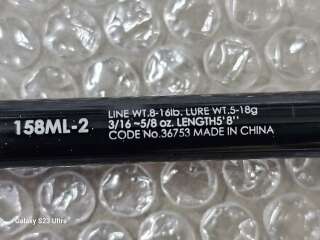 158ML-2
LINE WT.8-16lb. LURE WT.5-18g
3/16 ~5/8 oz. LENGTH5'8''
CODE No.36753 MADE IN CHINA
Galaxy S23 Ultra